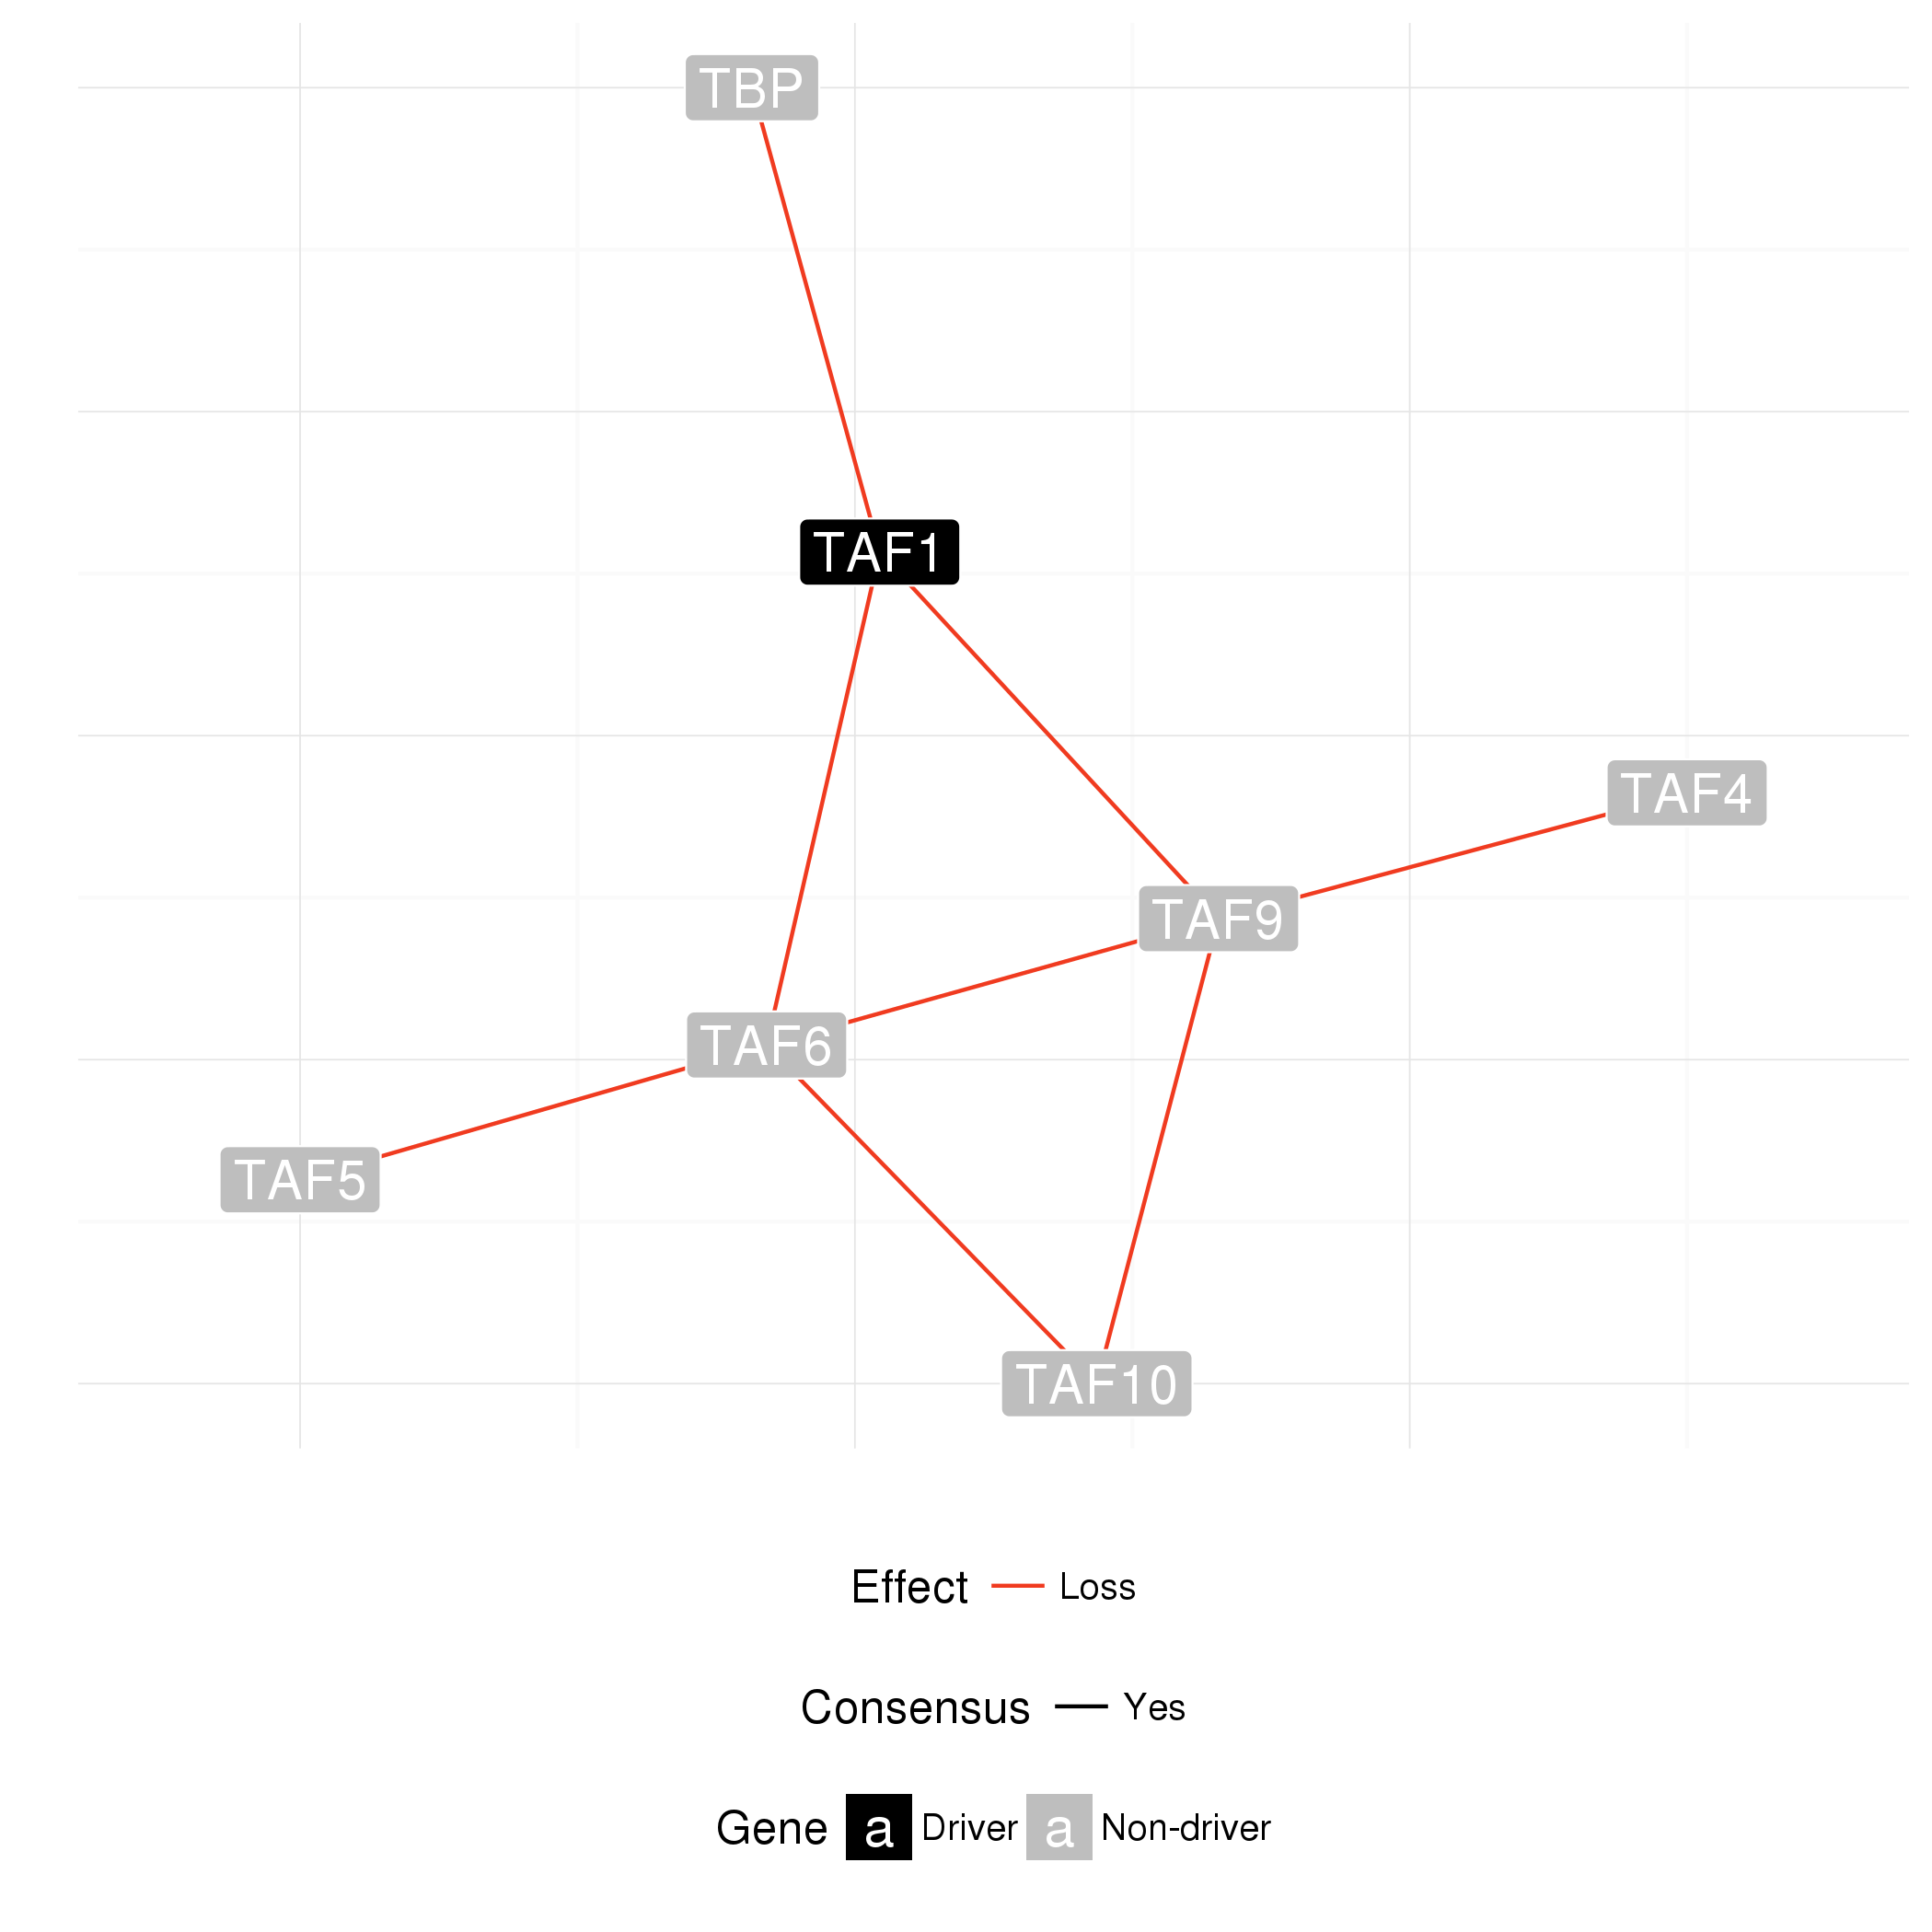 TBP
TAF1
TAF4
TAF9
TAF6
TAF5
TAF10
Effect Loss
Consensus Yes
Gene a Driver a Non-driver